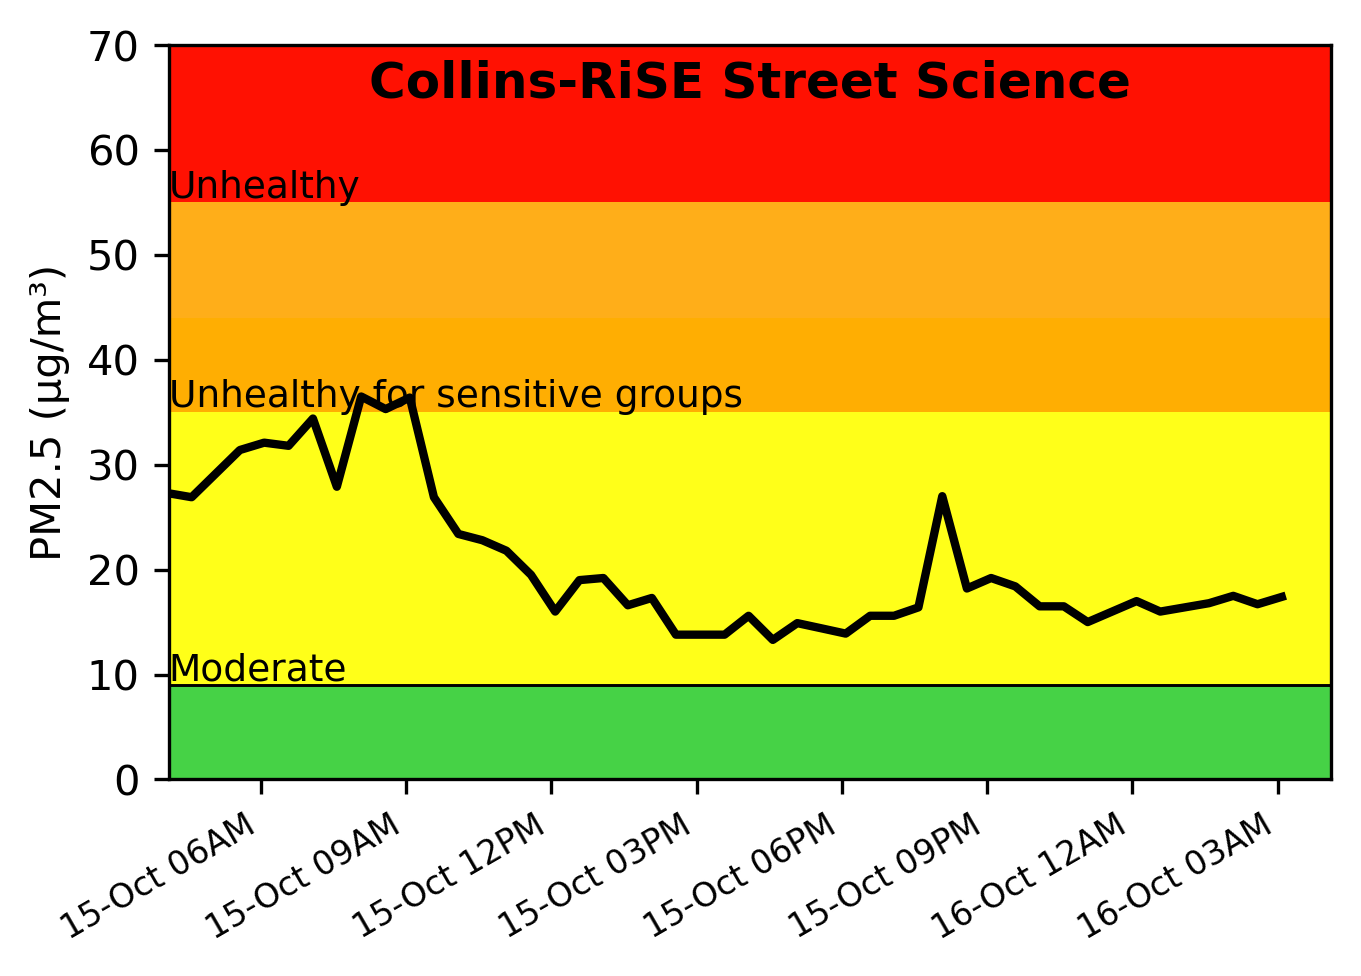 Collins-RiSE Street Science
PM2.5 (µg/m³)
70
60
50
40
30
20
10
0
Unhealthy
Unhealthy for sensitive groups
Moderate
15-Oct 06AM
15-Oct 09AM
15-Oct 12PM
15-Oct 03PM
15-Oct 06PM
15-Oct 09PM
16-Oct 12AM
16-Oct 03AM